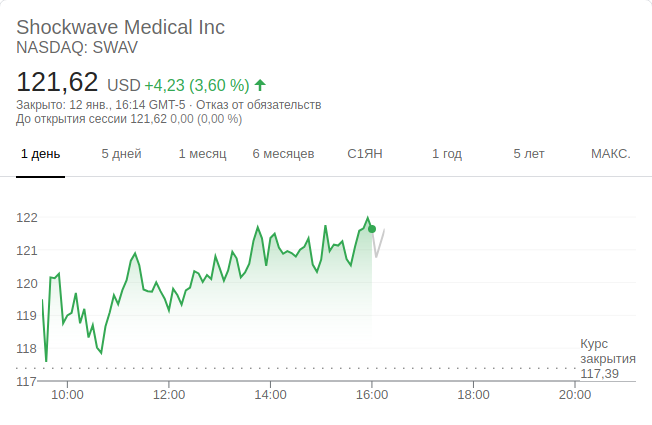 Shockwave Medical Inc
NASDAQ: SWAV
121,62 USD +4,23 (3,60 %)
Закрыто: 12 янв., 16:14 GMT-5 · Отказ от обязательств
До открытия сессии 121,62 0,00 (0,00 %)
1 день 5 дней 1 месяц 6 месяцев С1ЯН 1 год 5 лет МАКС.
122
121
120
119
118
117
Курс
закрытия
117,39
10:00 12:00 14:00 16:00 18:00 20:00